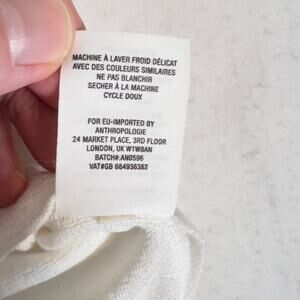 MACHINE À LAVER FROID DÉLICAT
AVEC DES COULEURS SIMILAIRES
NE PAS BLANCHIR
SECHER À LA MACHINE
CYCLE DOUX
FOR EU-IMPORTED BY
ANTHROPOLOGIE
24 MARKET PLACE, 3RD FLOOR
LONDON, UK W1W8AN
BATCH#:AN0596
VAT#GB 684936382